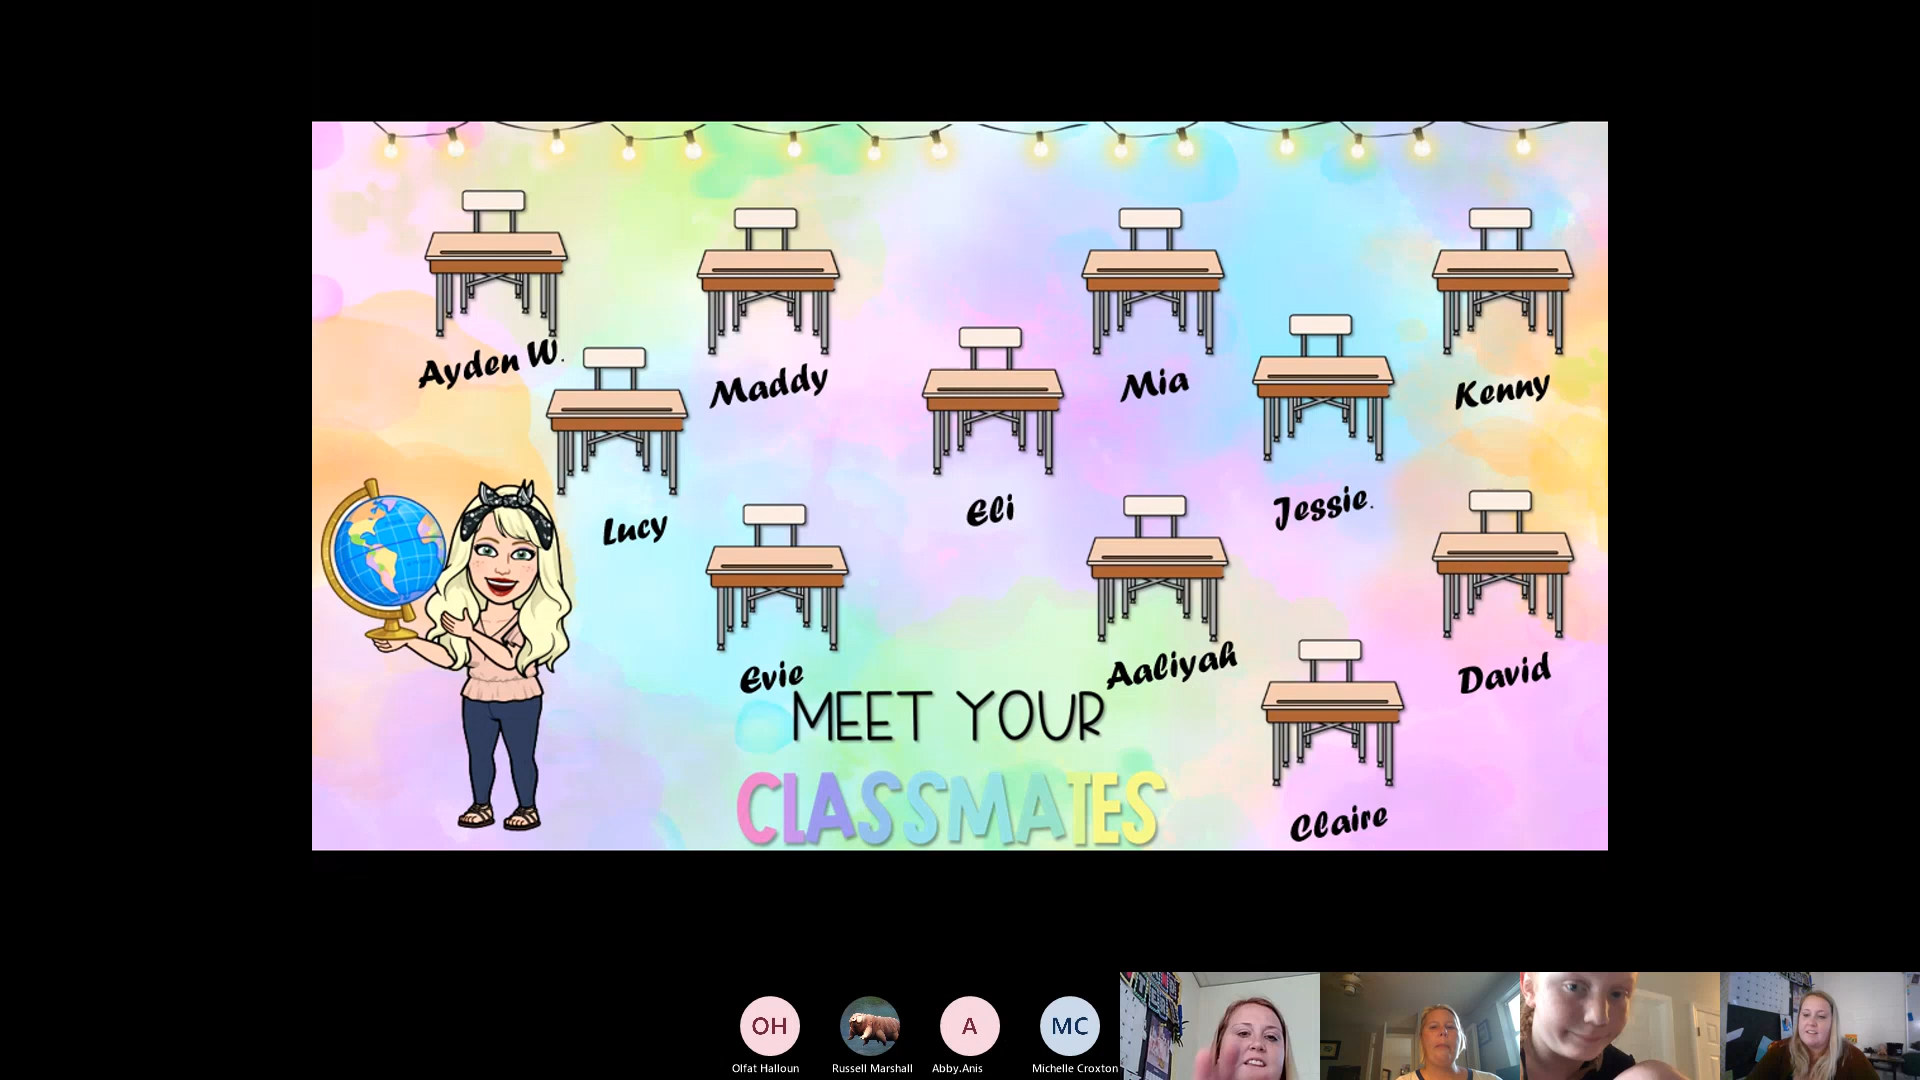 Ayden W.
Maddy
Mia
Kenny
Lucy
Eli
Jessie.
Evie
Aaliyah
David
MEET YOUR
CLASSMATES
Claire
OH
A
MC
Olfat Halloun
Russell Marshall
Abby.Anis
Michelle Croxton